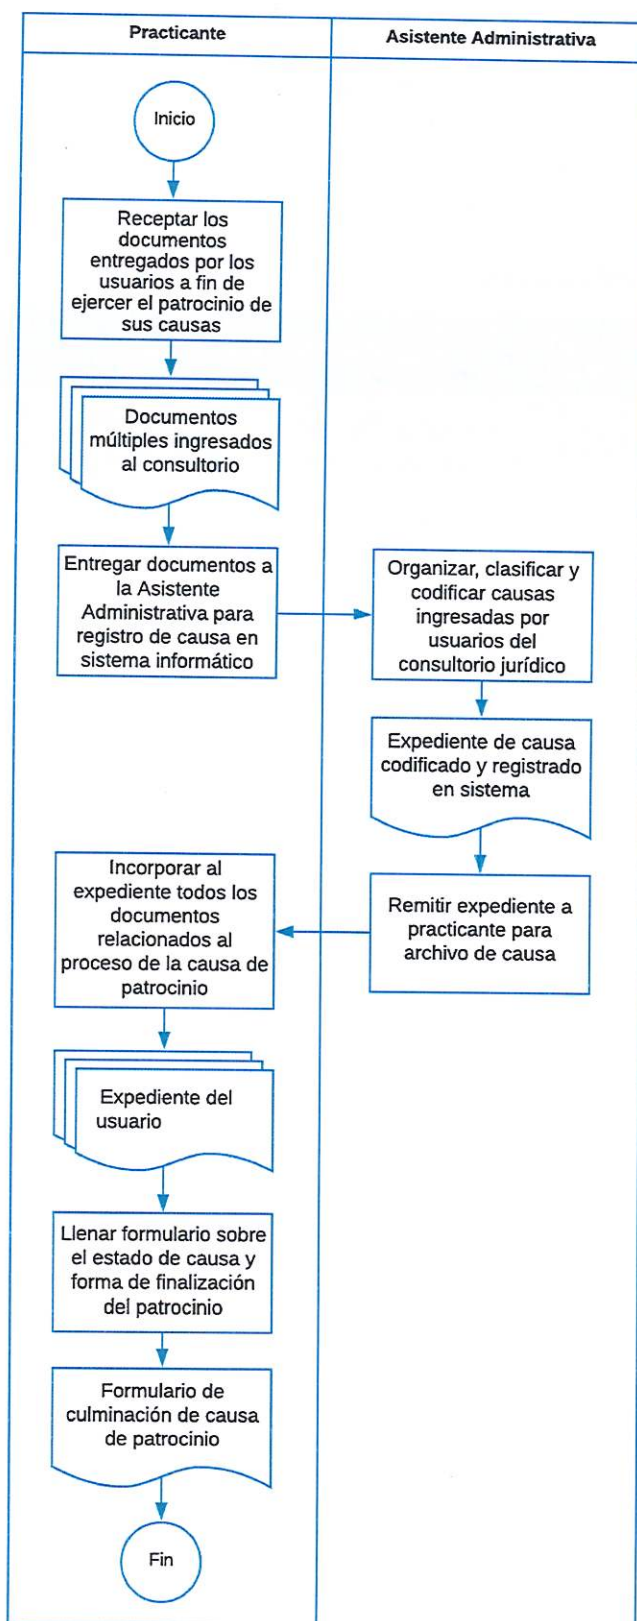 Practicante
Asistente Administrativa
Inicio
Receptar los
documentos
entregados por los
usuarios a fin de
ejercer el patrocinio de
sus causas
Documentos
múltiples ingresados
al consultorio
Entregar documentos a
la Asistente
Administrativa para
registro de causa en
sistema informático
Organizar, clasificar y
codificar causas
ingresadas por
usuarios del
consultorio jurídico
Expediente de causa
codificado y registrado
en sistema
Remitir expediente a
practicante para
archivo de causa
Incorporar al
expediente todos los
documentos
relacionados al
proceso de la causa de
patrocinio
Expediente del
usuario
Llenar formulario sobre
el estado de causa y
forma de finalización
del patrocinio
Formulario de
culminación de causa
de patrocinio
Fin